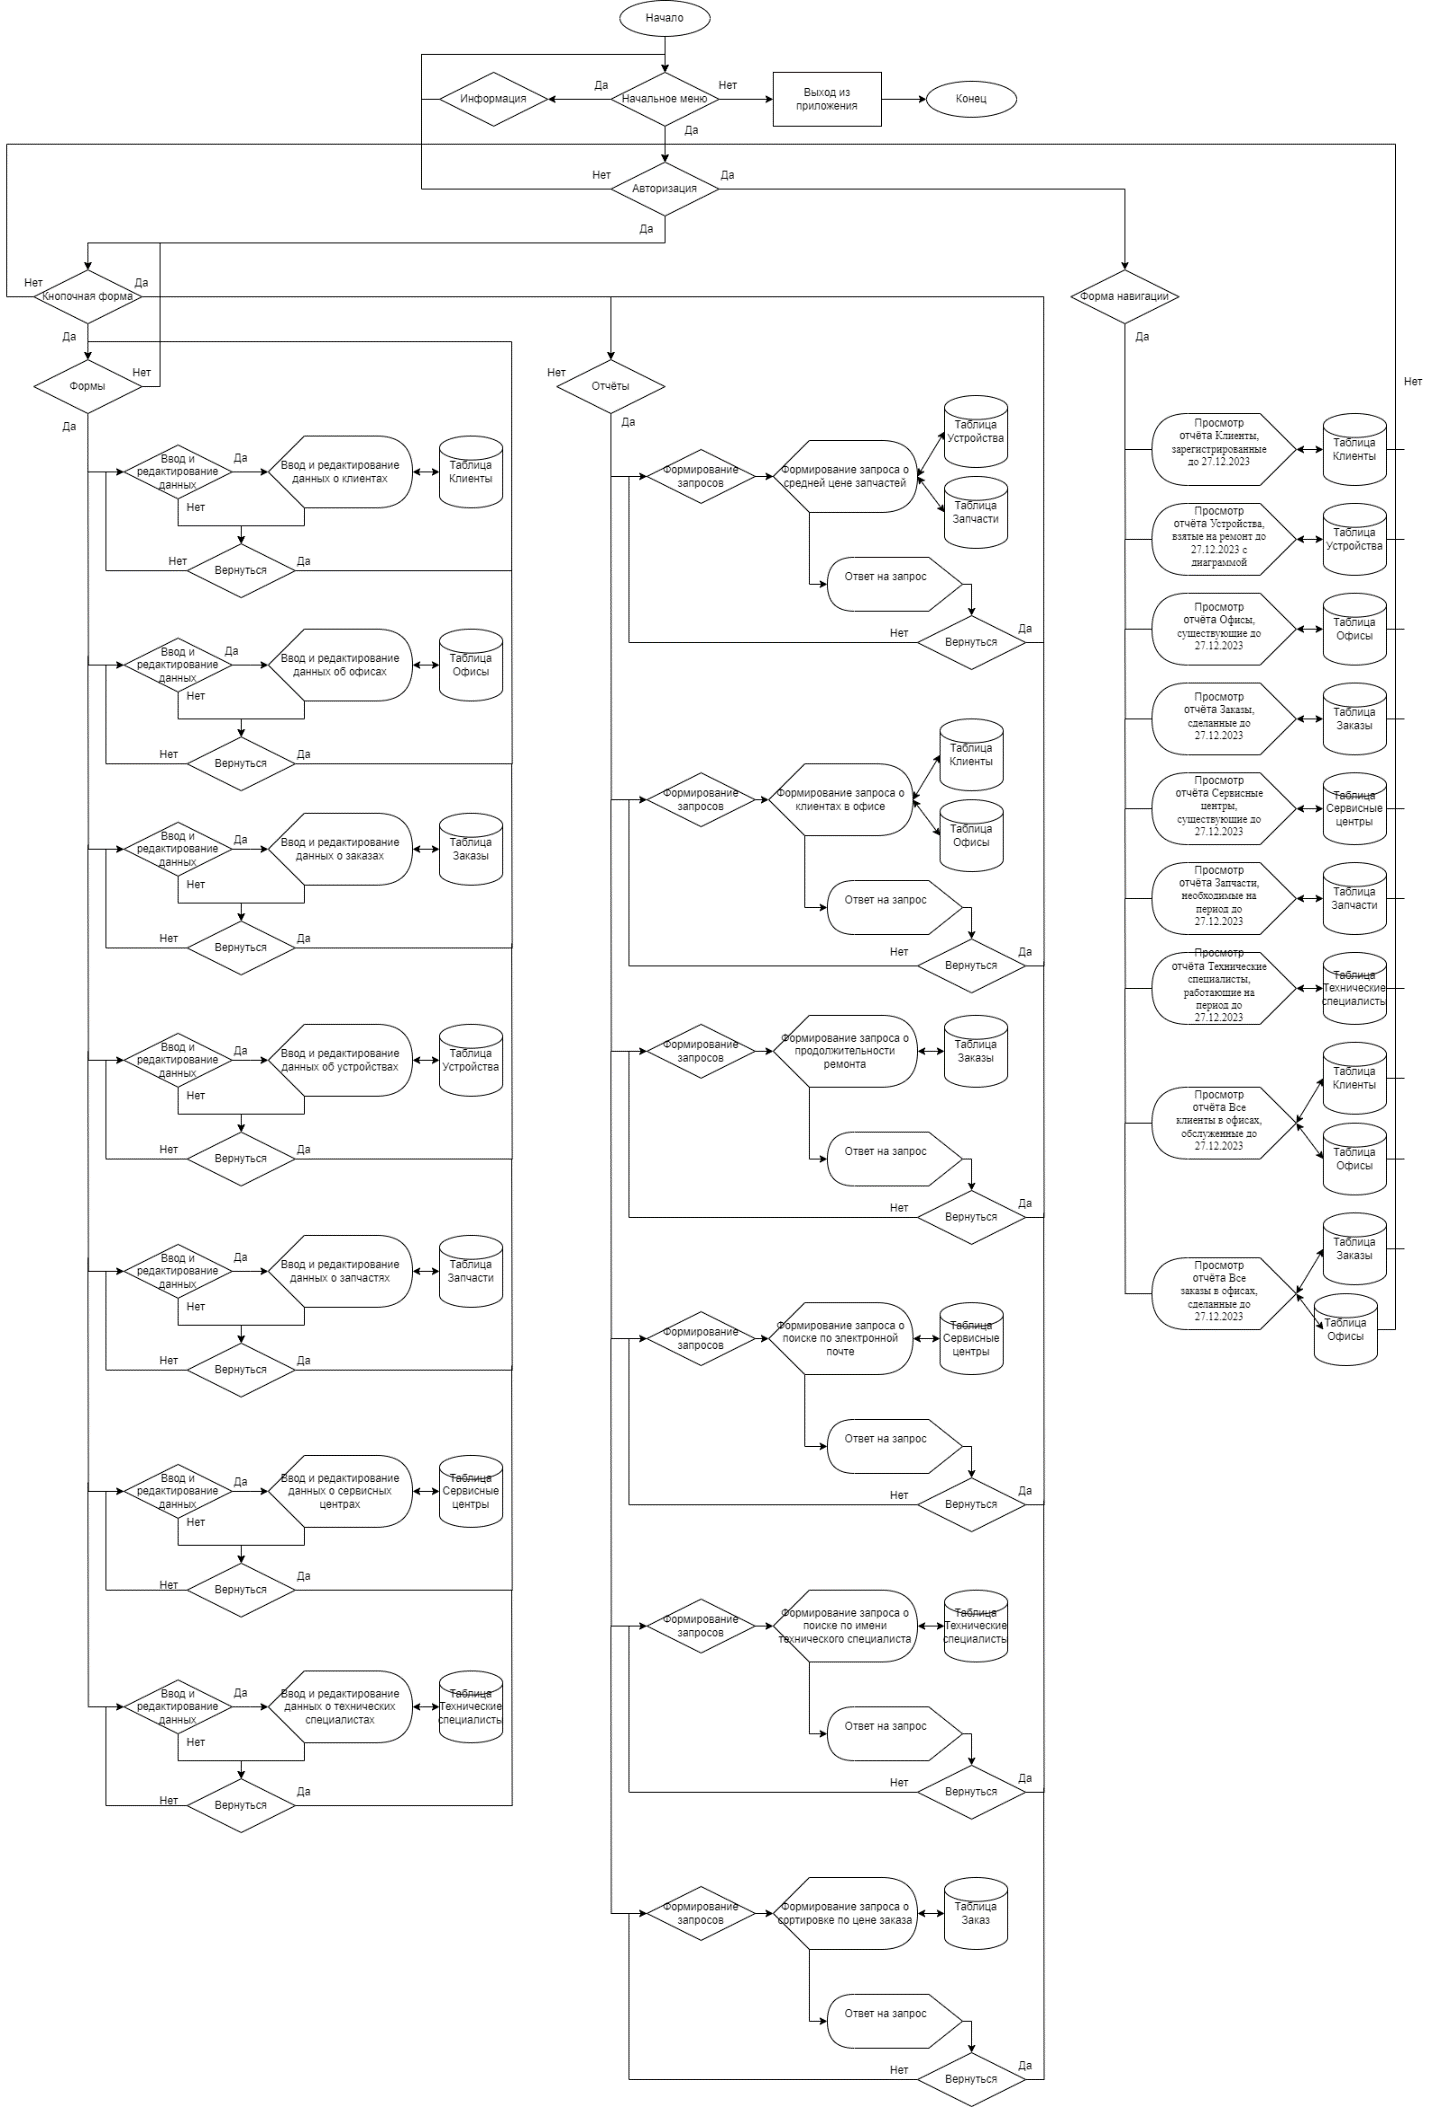 Начало
Информация
Да
Начальное меню
Нет
Выход из
приложения
Конец
Да
Нет
Авторизация
Да
Да
Нет
Кнопочная форма
Да
Да
Формы
Нет
Да
Ввод и
редактирование
данных
Да
Нет
Ввод и редактирование
данных о клиентах
Таблица
Клиенты
Нет
Вернуться
Да
Ввод и
редактирование
данных
Да
Нет
Ввод и редактирование
данных об офисах
Таблица
Офисы
Нет
Вернуться
Да
Ввод и
редактирование
данных
Да
Нет
Ввод и редактирование
данных о заказах
Таблица
Заказы
Нет
Вернуться
Да
Ввод и
редактирование
данных
Да
Нет
Ввод и редактирование
данных об устройствах
Таблица
Устройства
Нет
Вернуться
Да
Ввод и
редактирование
данных
Да
Нет
Ввод и редактирование
данных о запчастях
Таблица
Запчасти
Нет
Вернуться
Да
Ввод и
редактирование
данных
Да
Нет
Ввод и редактирование
данных о сервисных
центрах
Таблица
Сервисные
центры
Нет
Вернуться
Да
Ввод и
редактирование
данных
Да
Нет
Ввод и редактирование
данных о технических
специалистах
Таблица
Технические
специалисть
Нет
Вернуться
Да
Нет
Отчёты
Да
Формирование
запросов
Формирование запроса о
средней цене запчастей
Таблица
Устройства
Таблица
Запчасти
Ответ на запрос
Нет
Вернуться
Да
Формирование
запросов
Формирование запроса о
клиентах в офисе
Таблица
Клиенты
Таблица
Офисы
Ответ на запрос
Нет
Вернуться
Да
Формирование
запросов
Формирование запроса о
продолжительности
ремонта
Таблица
Заказы
Ответ на запрос
Нет
Вернуться
Да
Формирование
запросов
Формирование запроса о
поиске по электронной
почте
Таблица
Сервисные
центры
Ответ на запрос
Нет
Вернуться
Да
Формирование
запросов
Формирование запроса о
поиске по имени
технического специалиста
Таблица
Технические
специалисть
Ответ на запрос
Нет
Вернуться
Да
Формирование
запросов
Формирование запроса о
сортировке по цене заказа
Таблица
Заказ
Ответ на запрос
Нет
Вернуться
Да
Форма навигации
Да
Нет
Просмотр
отчёта Клиенты,
зарегистрированные
до 27.12.2023
Таблица
Клиенты
Просмотр
отчёта Устройства,
взятые на ремонт до
27.12.2023 с
диаграммой
Таблица
Устройства
Просмотр
отчёта Офисы,
существующие до
27.12.2023
Таблица
Офисы
Просмотр
отчёта Заказы,
сделанные до
27.12.2023
Таблица
Заказы
Просмотр
отчёта Сервисные
центры,
существующие до
27.12.2023
Таблица
Сервисные
центры
Просмотр
отчёта Запчасти,
необходимые на
период до
27.12.2023
Таблица
Запчасти
Просмотр
отчёта Технические
специалисты,
работающие на
период до
27.12.2023
Таблица
Технические
специалисть
Просмотр
отчёта Все
клиенты в офисах,
обслуженные до
27.12.2023
Таблица
Клиенты
Таблица
Офисы
Просмотр
отчёта Все
заказы в офисах,
сделанные до
27.12.2023
Таблица
Заказы
Таблица
Офисы